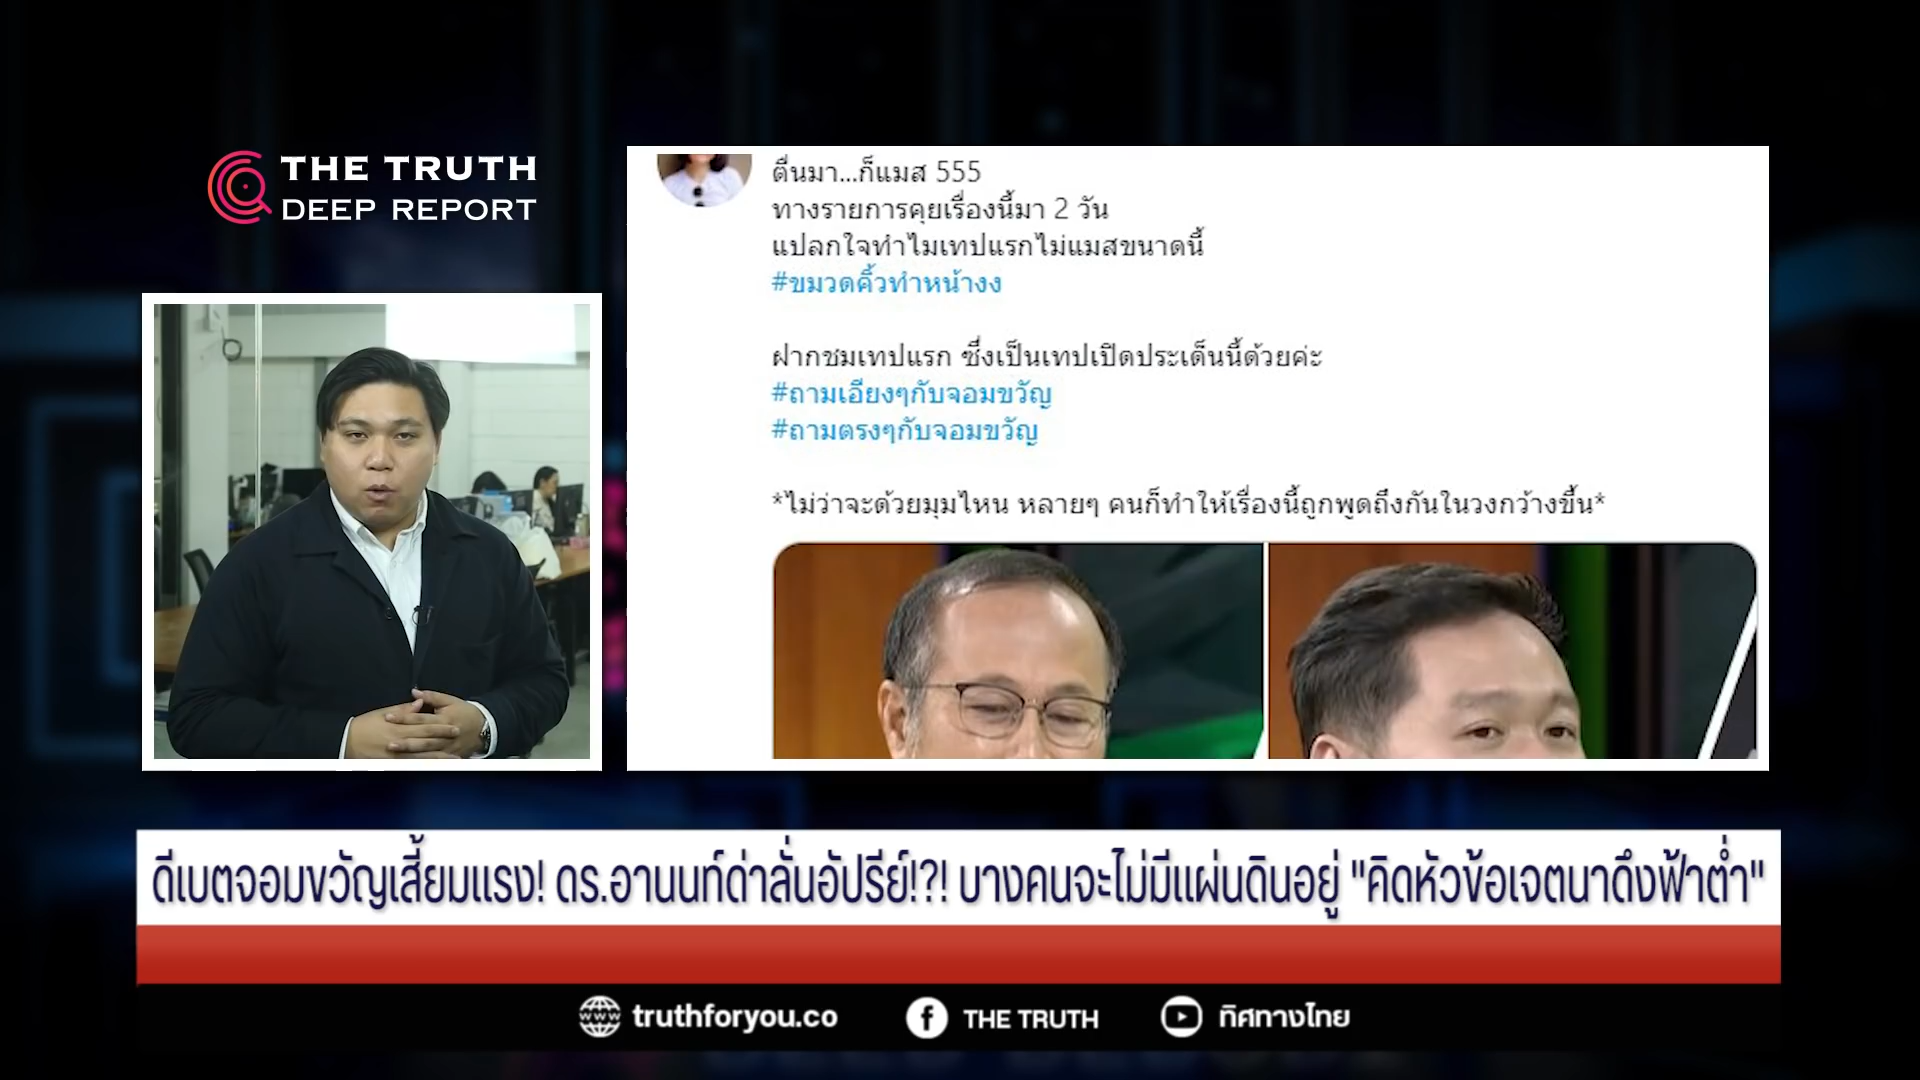 THE TRUTH
DEEP REPORT
ตื่นมา...ก็แมส 555
ทางรายการคุยเรื่องนี้มา 2 วัน
แปลกใจทำไมเทปแรกไม่แมสขนาดนี้
#ขมวดคิ้วทำหน้างง
ฝากชมเทปแรก ซึ่งเป็นเทปเปิดประเด็นนี้ด้วยค่ะ
#ถามเอียงๆกับจอมขวัญ
#ถามตรงๆกับจอมขวัญ
*ไม่ว่าจะด้วยมุมไหน หลายๆ คนก็ทำให้เรื่องนี้ถูกพูดถึงกันในวงกว้างขึ้น*
ดีเบตจอมขวัญเสี้ยมแรง! ดร.อานนท์ด่าลั่นอัปรีย์!?! บางคนจะไม่มีแผ่นดินอยู่ "คิดหัวข้อเจตนาดึงฟ้าต่ำ"
www truthforyou.co
f THE TRUTH
ทิศทางไทย